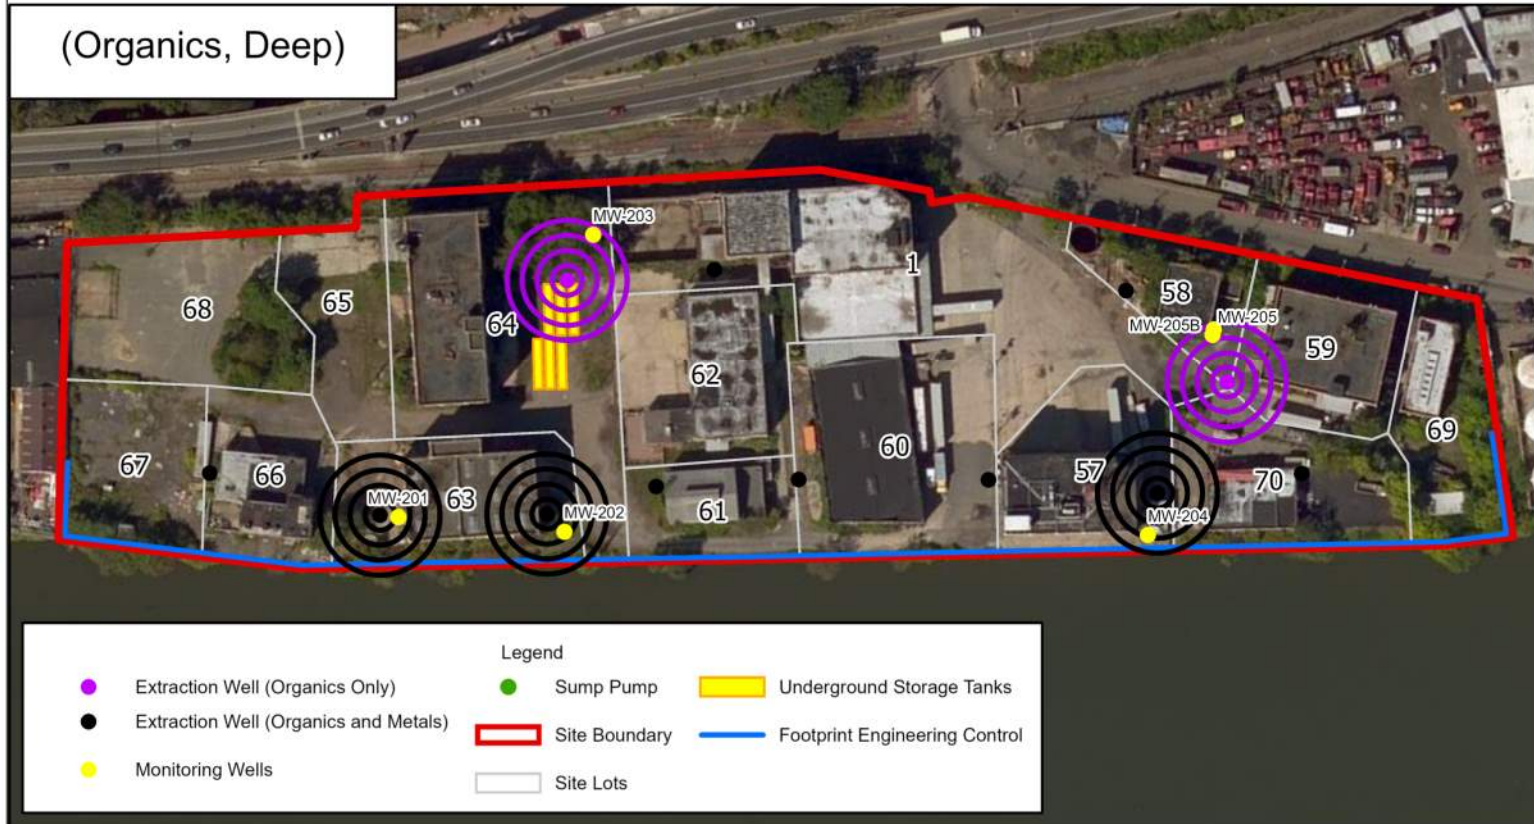 (Organics, Deep)
MW-203
1
68
65
64
58
MW-205B
MW-205
59
62
69
67
66
MW-201
63
MW-202
61
60
57
70
MW-204
Legend
Extraction Well (Organics Only)
Sump Pump
Underground Storage Tanks
Extraction Well (Organics and Metals)
Site Boundary
Footprint Engineering Control
Monitoring Wells
Site Lots